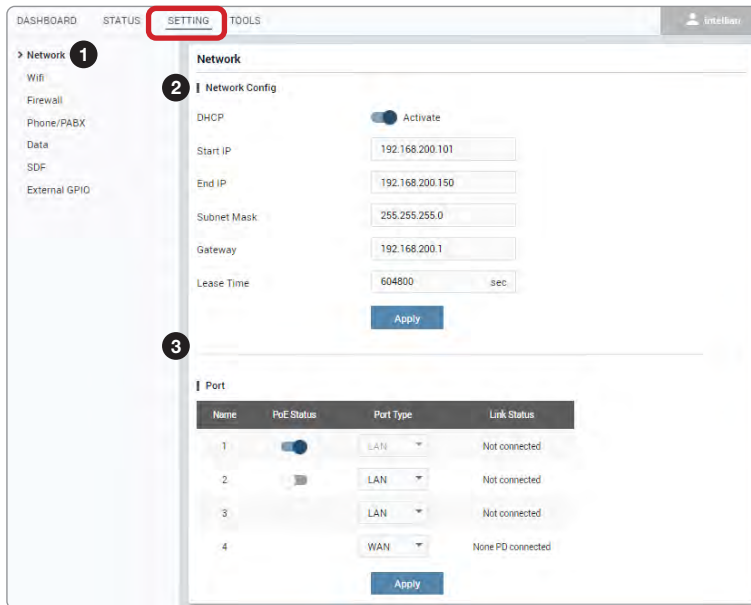 DASHBOARD STATUS SETTING TOOLS intellian
> Network 1
Wifi
Firewall
Phone/PABX
Data
SDF
External GPIO
Network
2 Network Config
DHCP Activate
Start IP 192.168.200.101
End IP 192.168.200.150
Subnet Mask 255.255.255.0
Gateway 192.168.200.1
Lease Time 604800 sec
Apply
3
Port
Name PoE Status Port Type Link Status
1 LAN Not connected
2 LAN Not connected
3 LAN Not connected
4 WAN None PD connected
Apply